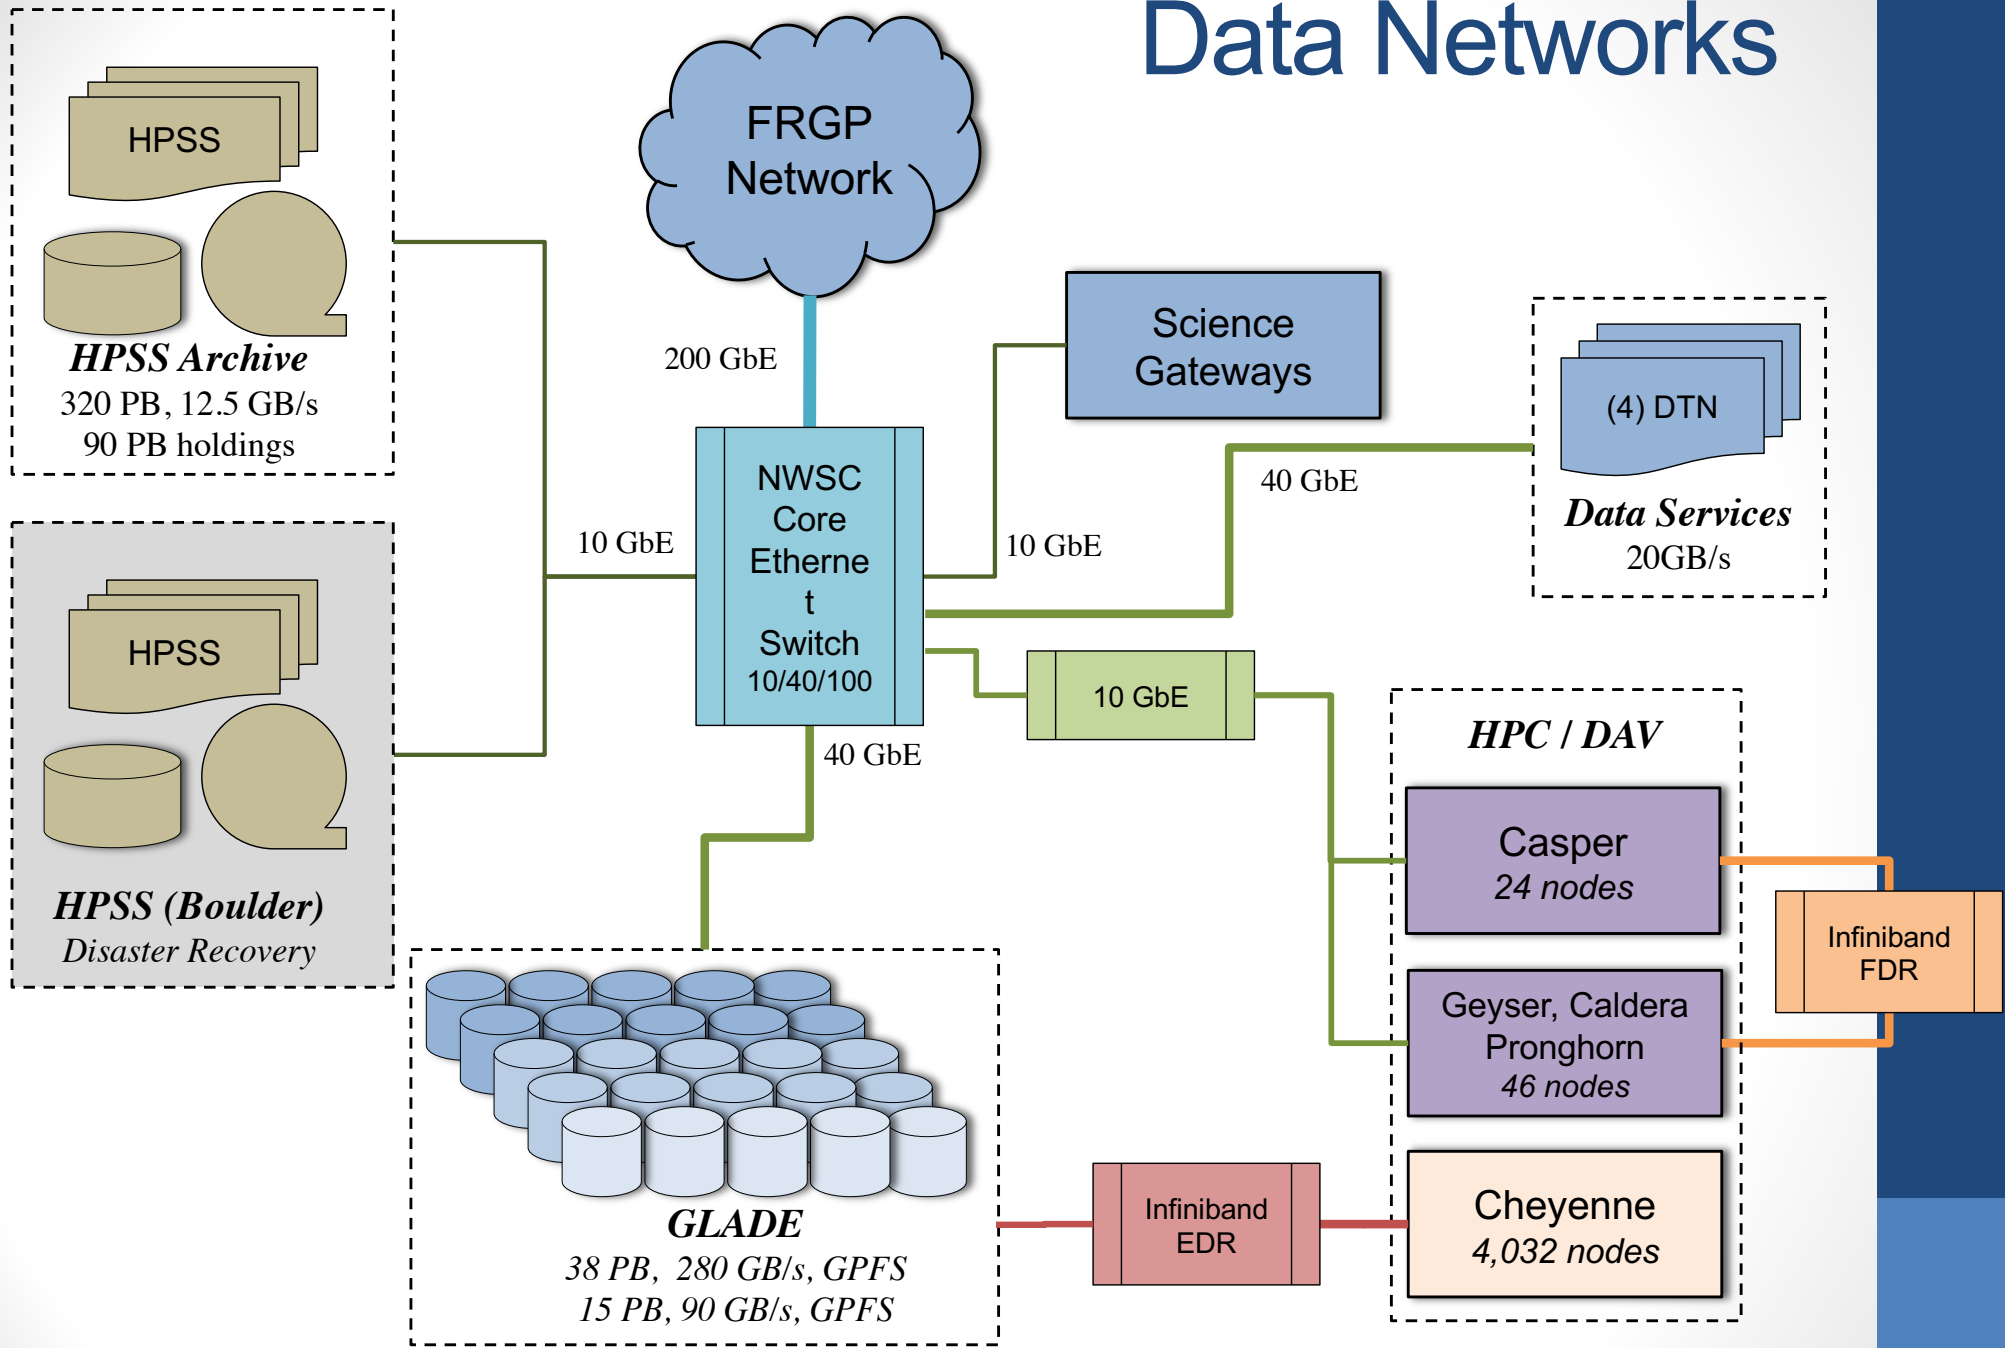 Data Networks
HPSS
HPSS Archive
320 PB, 12.5 GB/s
90 PB holdings
FRGP
Network
200 GbE
Science
Gateways
(4) DTN
Data Services
20GB/s
40 GbE
NWSC
Core
Etherne
t
Switch
10/40/100
10 GbE
10 GbE
10 GbE
40 GbE
HPSS
HPSS (Boulder)
Disaster Recovery
HPC / DAV
Casper
24 nodes
Geyser, Caldera
Pronghorn
46 nodes
Infiniband
FDR
Cheyenne
4,032 nodes
Infiniband
EDR
GLADE
38 PB, 280 GB/s, GPFS
15 PB, 90 GB/s, GPFS